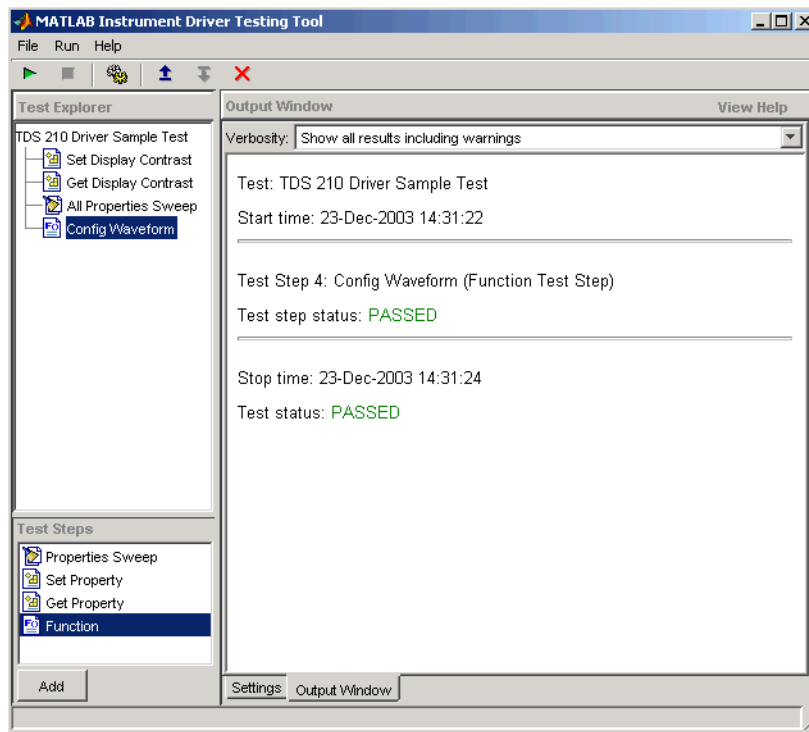 MATLAB Instrument Driver Testing Tool
File Run Help
Test Explorer
TDS 210 Driver Sample Test
Set Display Contrast
Get Display Contrast
All Properties Sweep
Config Waveform
Test Steps
Properties Sweep
Set Property
Get Property
Function
Add
Output Window View Help
Verbosity: Show all results including warnings
Test: TDS 210 Driver Sample Test
Start time: 23-Dec-2003 14:31:22
Test Step 4: Config Waveform (Function Test Step)
Test step status: PASSED
Stop time: 23-Dec-2003 14:31:24
Test status: PASSED
Settings Output Window